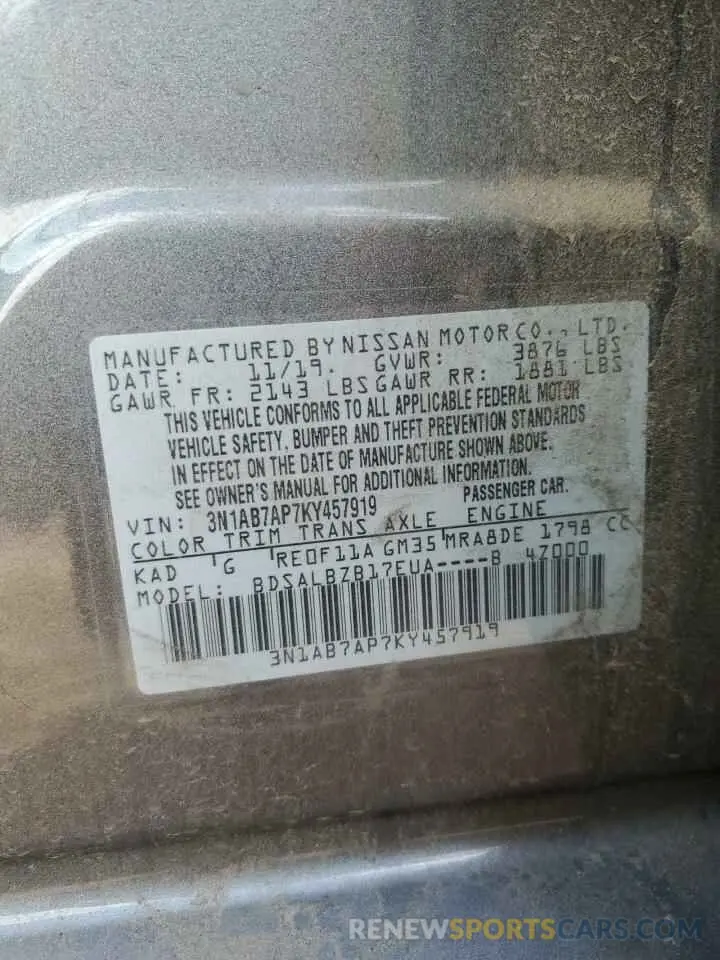 MANUFACTURED BY NISSAN MOTOR CO., LTD.
DATE: 11/19. GVWR: 3876 LBS
GAWR FR: 2143 LBS GAWR RR: 1881 LBS
THIS VEHICLE CONFORMS TO ALL APPLICABLE FEDERAL MOTOR
VEHICLE SAFETY, BUMPER AND THEFT PREVENTION STANDARDS
IN EFFECT ON THE DATE OF MANUFACTURE SHOWN ABOVE.
SEE OWNER'S MANUAL FOR ADDITIONAL INFORMATION.
VIN: 3N1AB7AP7KY457919 PASSENGER CAR.
COLOR TRIM TRANS AXLE ENGINE
KAD G RE0F11A GM35 MRA8DE 1798 CC
MODEL: BDSALBZB17EUA----B 47000
3N1AB7AP7KY457919
RENEWSPORTSCARS.COM